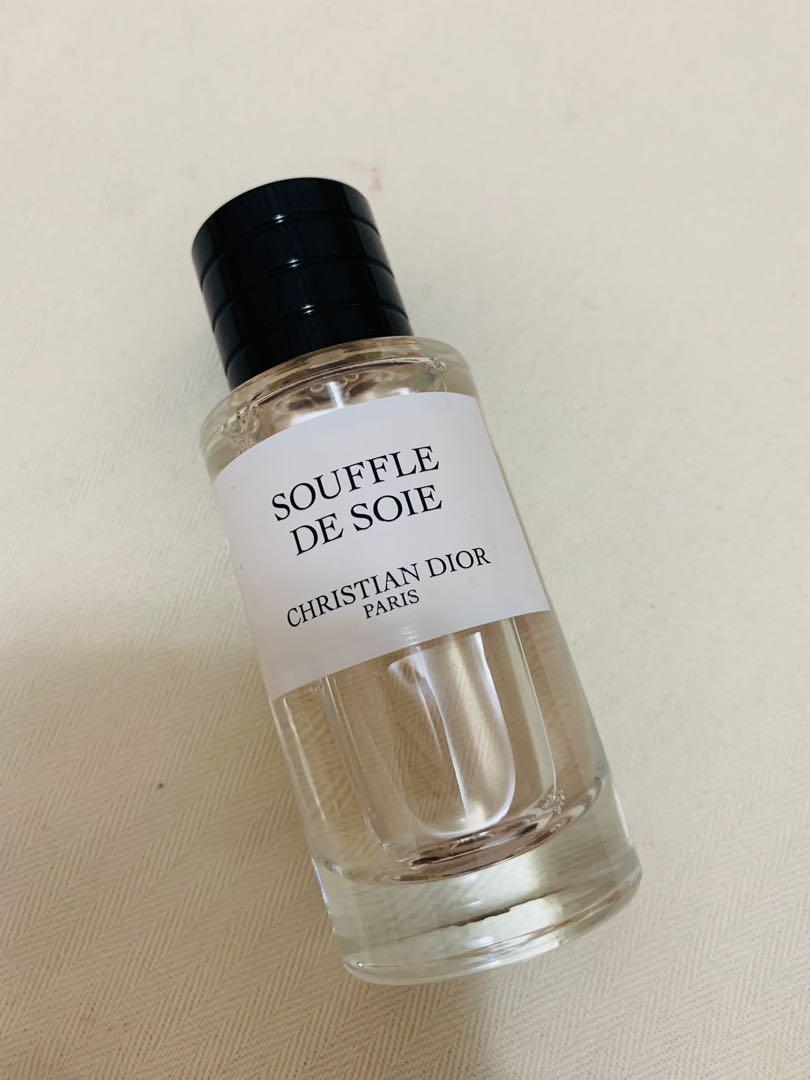 SOUFFLE
DE SOIE
CHRISTIAN DIOR
PARIS